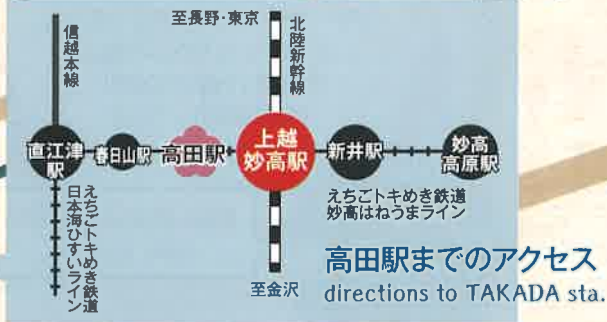 至長野・東京
信越本線
北陸新幹線
直江津駅
春日山駅
高田駅
上越妙高駅
新井駅
妙高高原駅
えちごトキめき鉄道
妙高はねうまライン
えちごトキめき鉄道
日本海ひすいライン
至金沢
高田駅までのアクセス
directions to TAKADA sta.